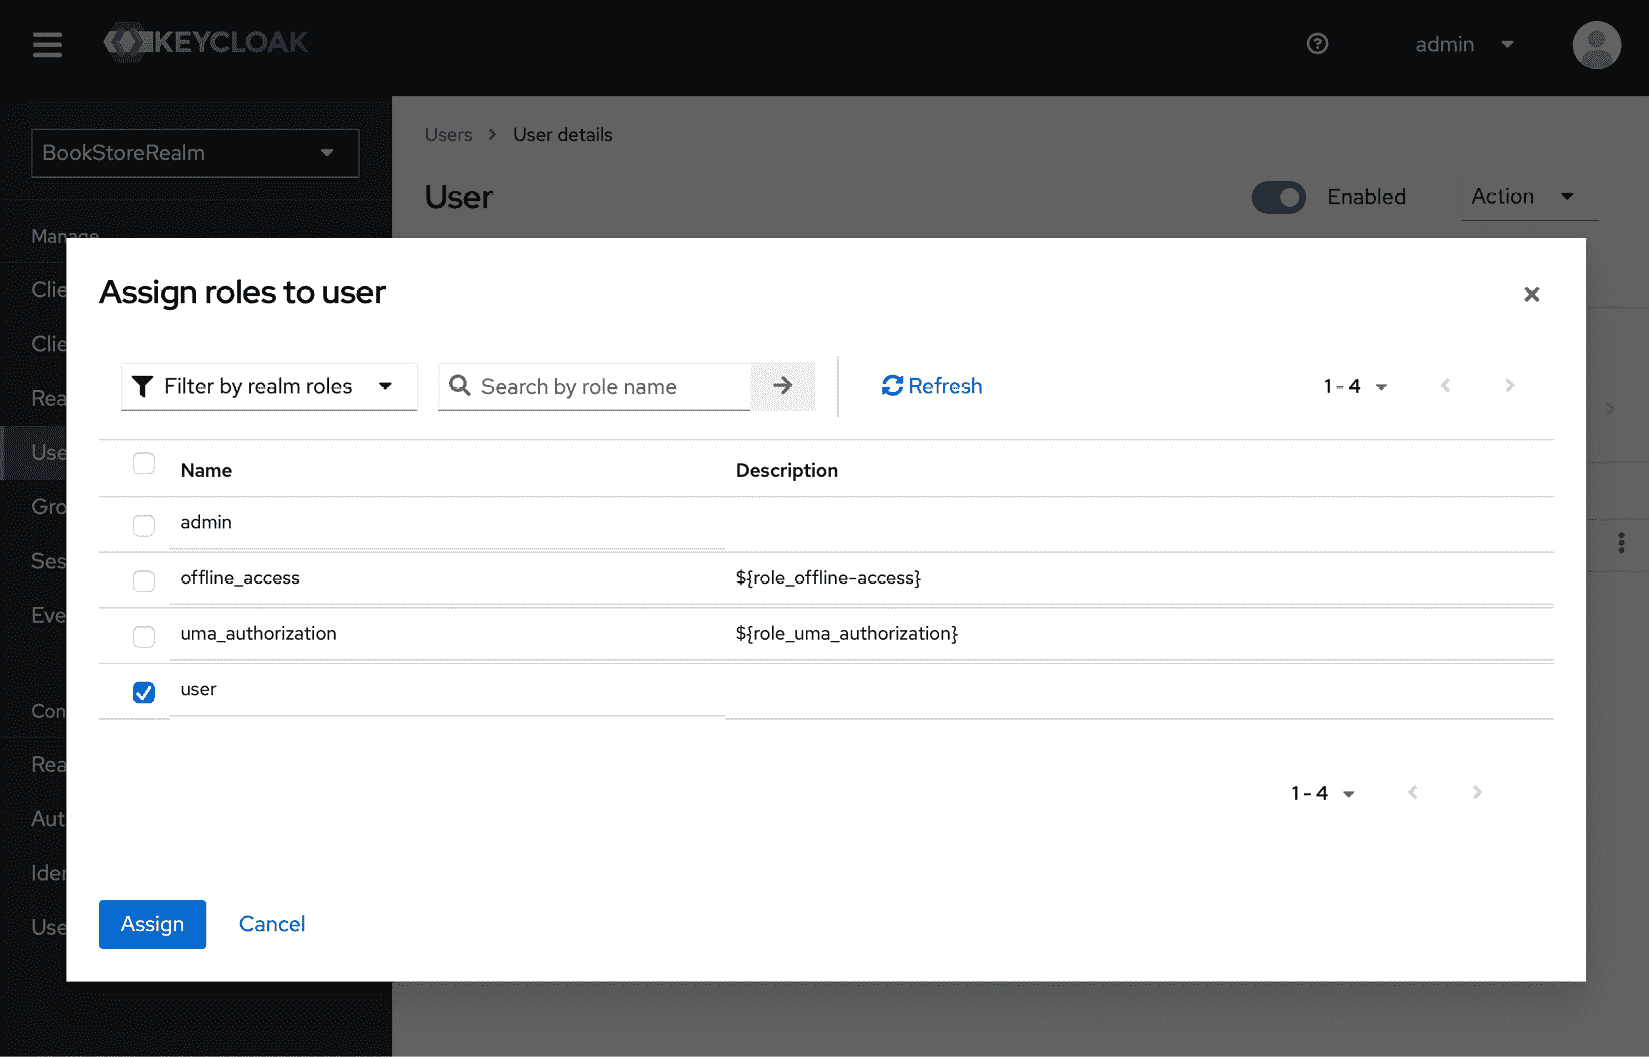 KEYCLOAK
admin
BookStoreRealm
Users > User details
User
Enabled
Action
Manage
Assign roles to user
Filter by realm roles
Search by role name
Refresh
1 - 4
Name Description
admin
offline_access ${role_offline-access}
uma_authorization ${role_uma_authorization}
user
1 - 4
Assign
Cancel
Clie
Clie
Rea
Use
Gro
Ses
Eve
Con
Rea
Aut
Iden
Use